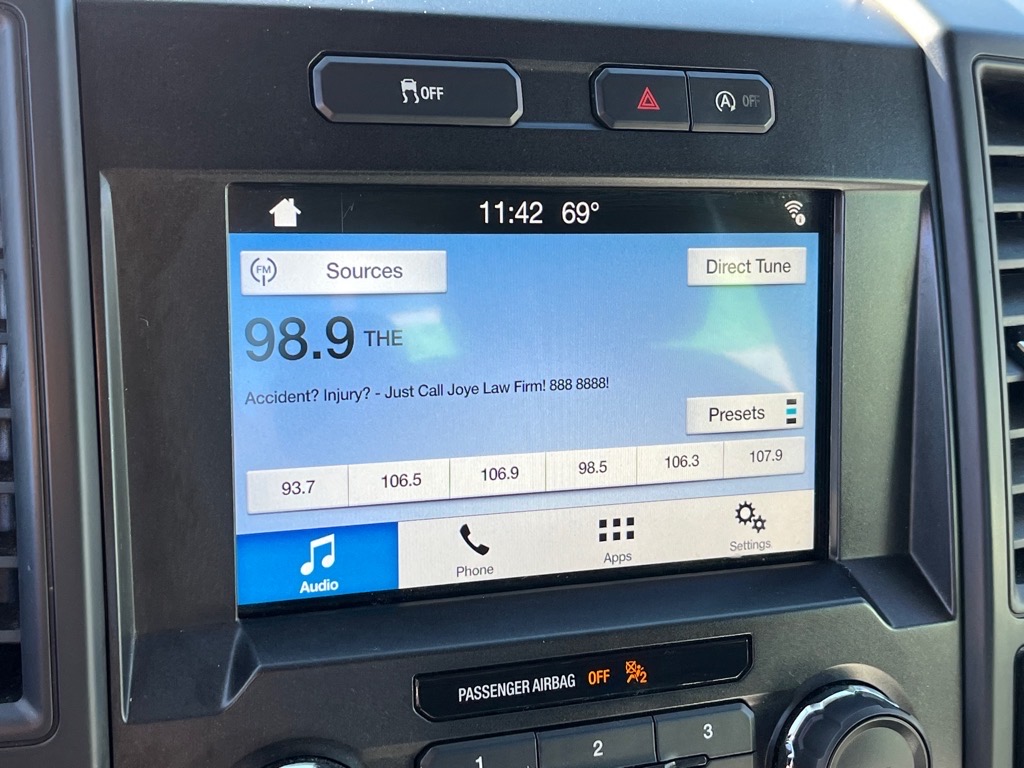 OFF
A OFF
11:42 69°
FM Sources
Direct Tune
98.9 THE
Accident? Injury? - Just Call Joye Law Firm! 888 8888!
Presets
93.7 106.5 106.9 98.5 106.3 107.9
Audio Phone Apps Settings
PASSENGER AIRBAG OFF 2
1 2 3